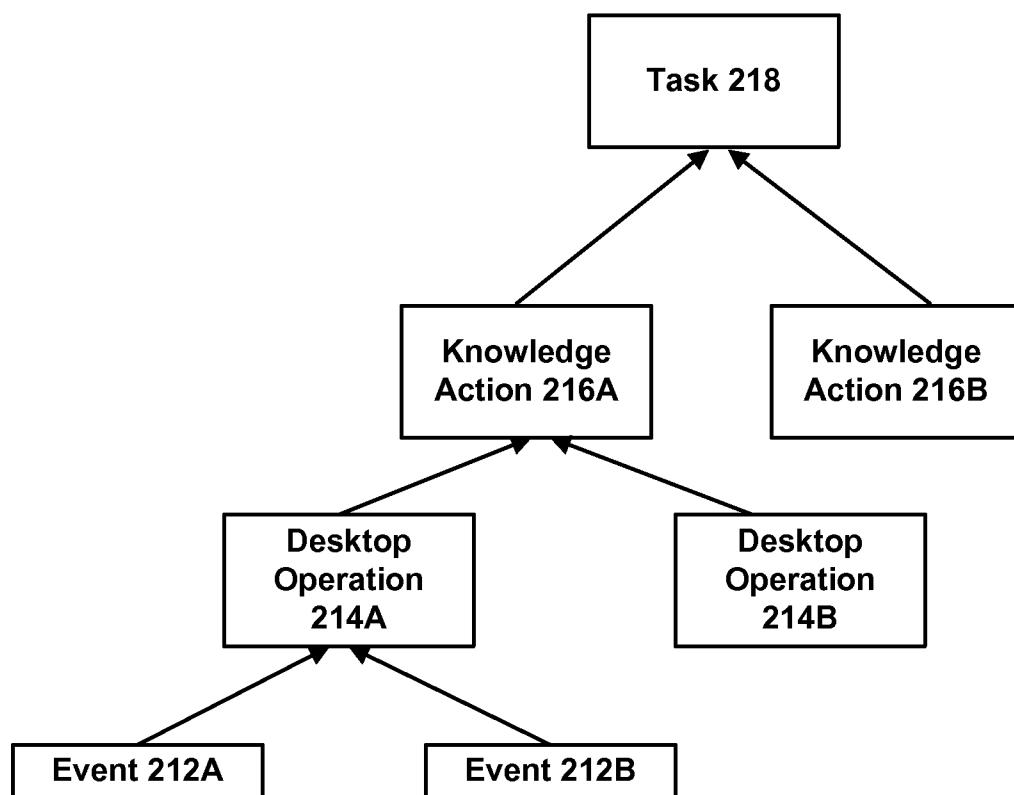 Task 218
Knowledge
Action 216A
Knowledge
Action 216B
Desktop
Operation
214A
Desktop
Operation
214B
Event 212A
Event 212B